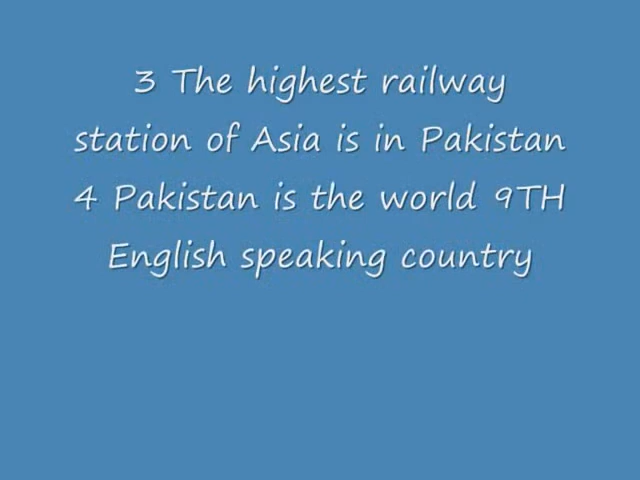 3 The highest railway
station of Asia is in Pakistan
4 Pakistan is the world 9TH
English speaking country